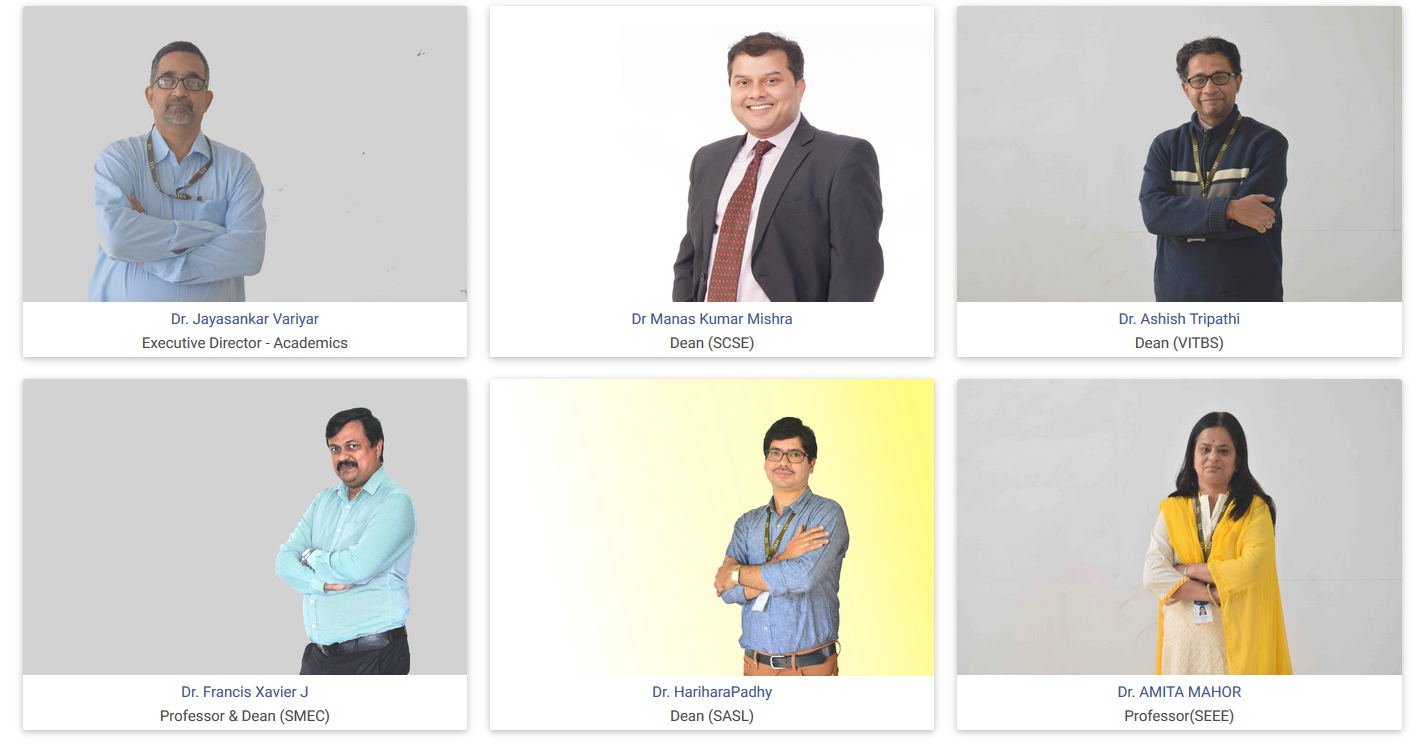 Dr. Jayasankar Variyar
Executive Director - Academics
Dr Manas Kumar Mishra
Dean (SCSE)
Dr. Ashish Tripathi
Dean (VITBS)
Dr. Francis Xavier J
Professor & Dean (SMEC)
Dr. HariharaPadhy
Dean (SASL)
Dr. AMITA MAHOR
Professor(SEEE)